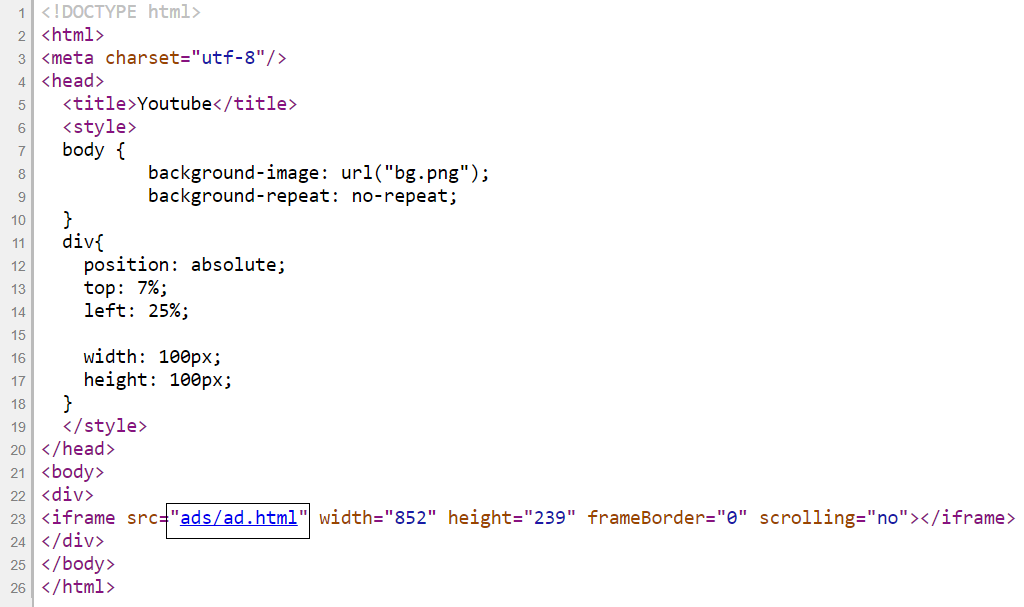 1 <!DOCTYPE html>
2 <html>
3 <meta charset="utf-8"/>
4 <head>
5   <title>Youtube</title>
6   <style>
7   body {
8           background-image: url("bg.png");
9           background-repeat: no-repeat;
10   }
11   div{
12     position: absolute;
13     top: 7%;
14     left: 25%;
15
16     width: 100px;
17     height: 100px;
18   }
19   </style>
20 </head>
21 <body>
22 <div>
23 <iframe src="ads/ad.html" width="852" height="239" frameBorder="0" scrolling="no"></iframe>
24 </div>
25 </body>
26 </html>